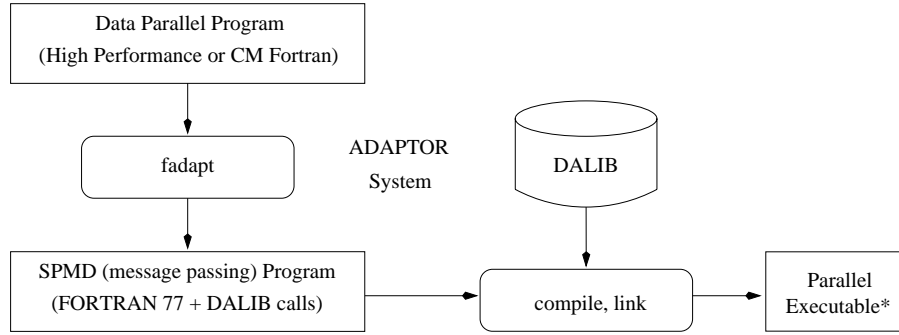 Data Parallel Program
(High Performance or CM Fortran)
fadapt
ADAPTOR
System
DALIB
SPMD (message passing) Program
(FORTRAN 77 + DALIB calls)
compile, link
Parallel
Executable*